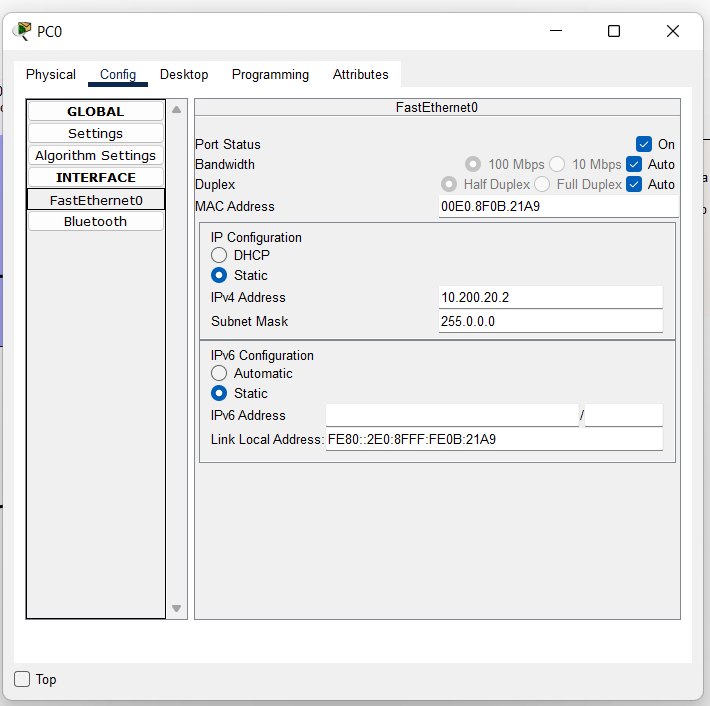 PC0
Physical Config Desktop Programming Attributes
GLOBAL
Settings
Algorithm Settings
INTERFACE
FastEthernet0
Bluetooth
FastEthernet0
Port Status On
Bandwidth 100 Mbps 10 Mbps Auto
Duplex Half Duplex Full Duplex Auto
MAC Address 00E0.8F0B.21A9
IP Configuration
DHCP
Static
IPv4 Address 10.200.20.2
Subnet Mask 255.0.0.0
IPv6 Configuration
Automatic
Static
IPv6 Address /
Link Local Address: FE80::2E0:8FFF:FE0B:21A9
Top